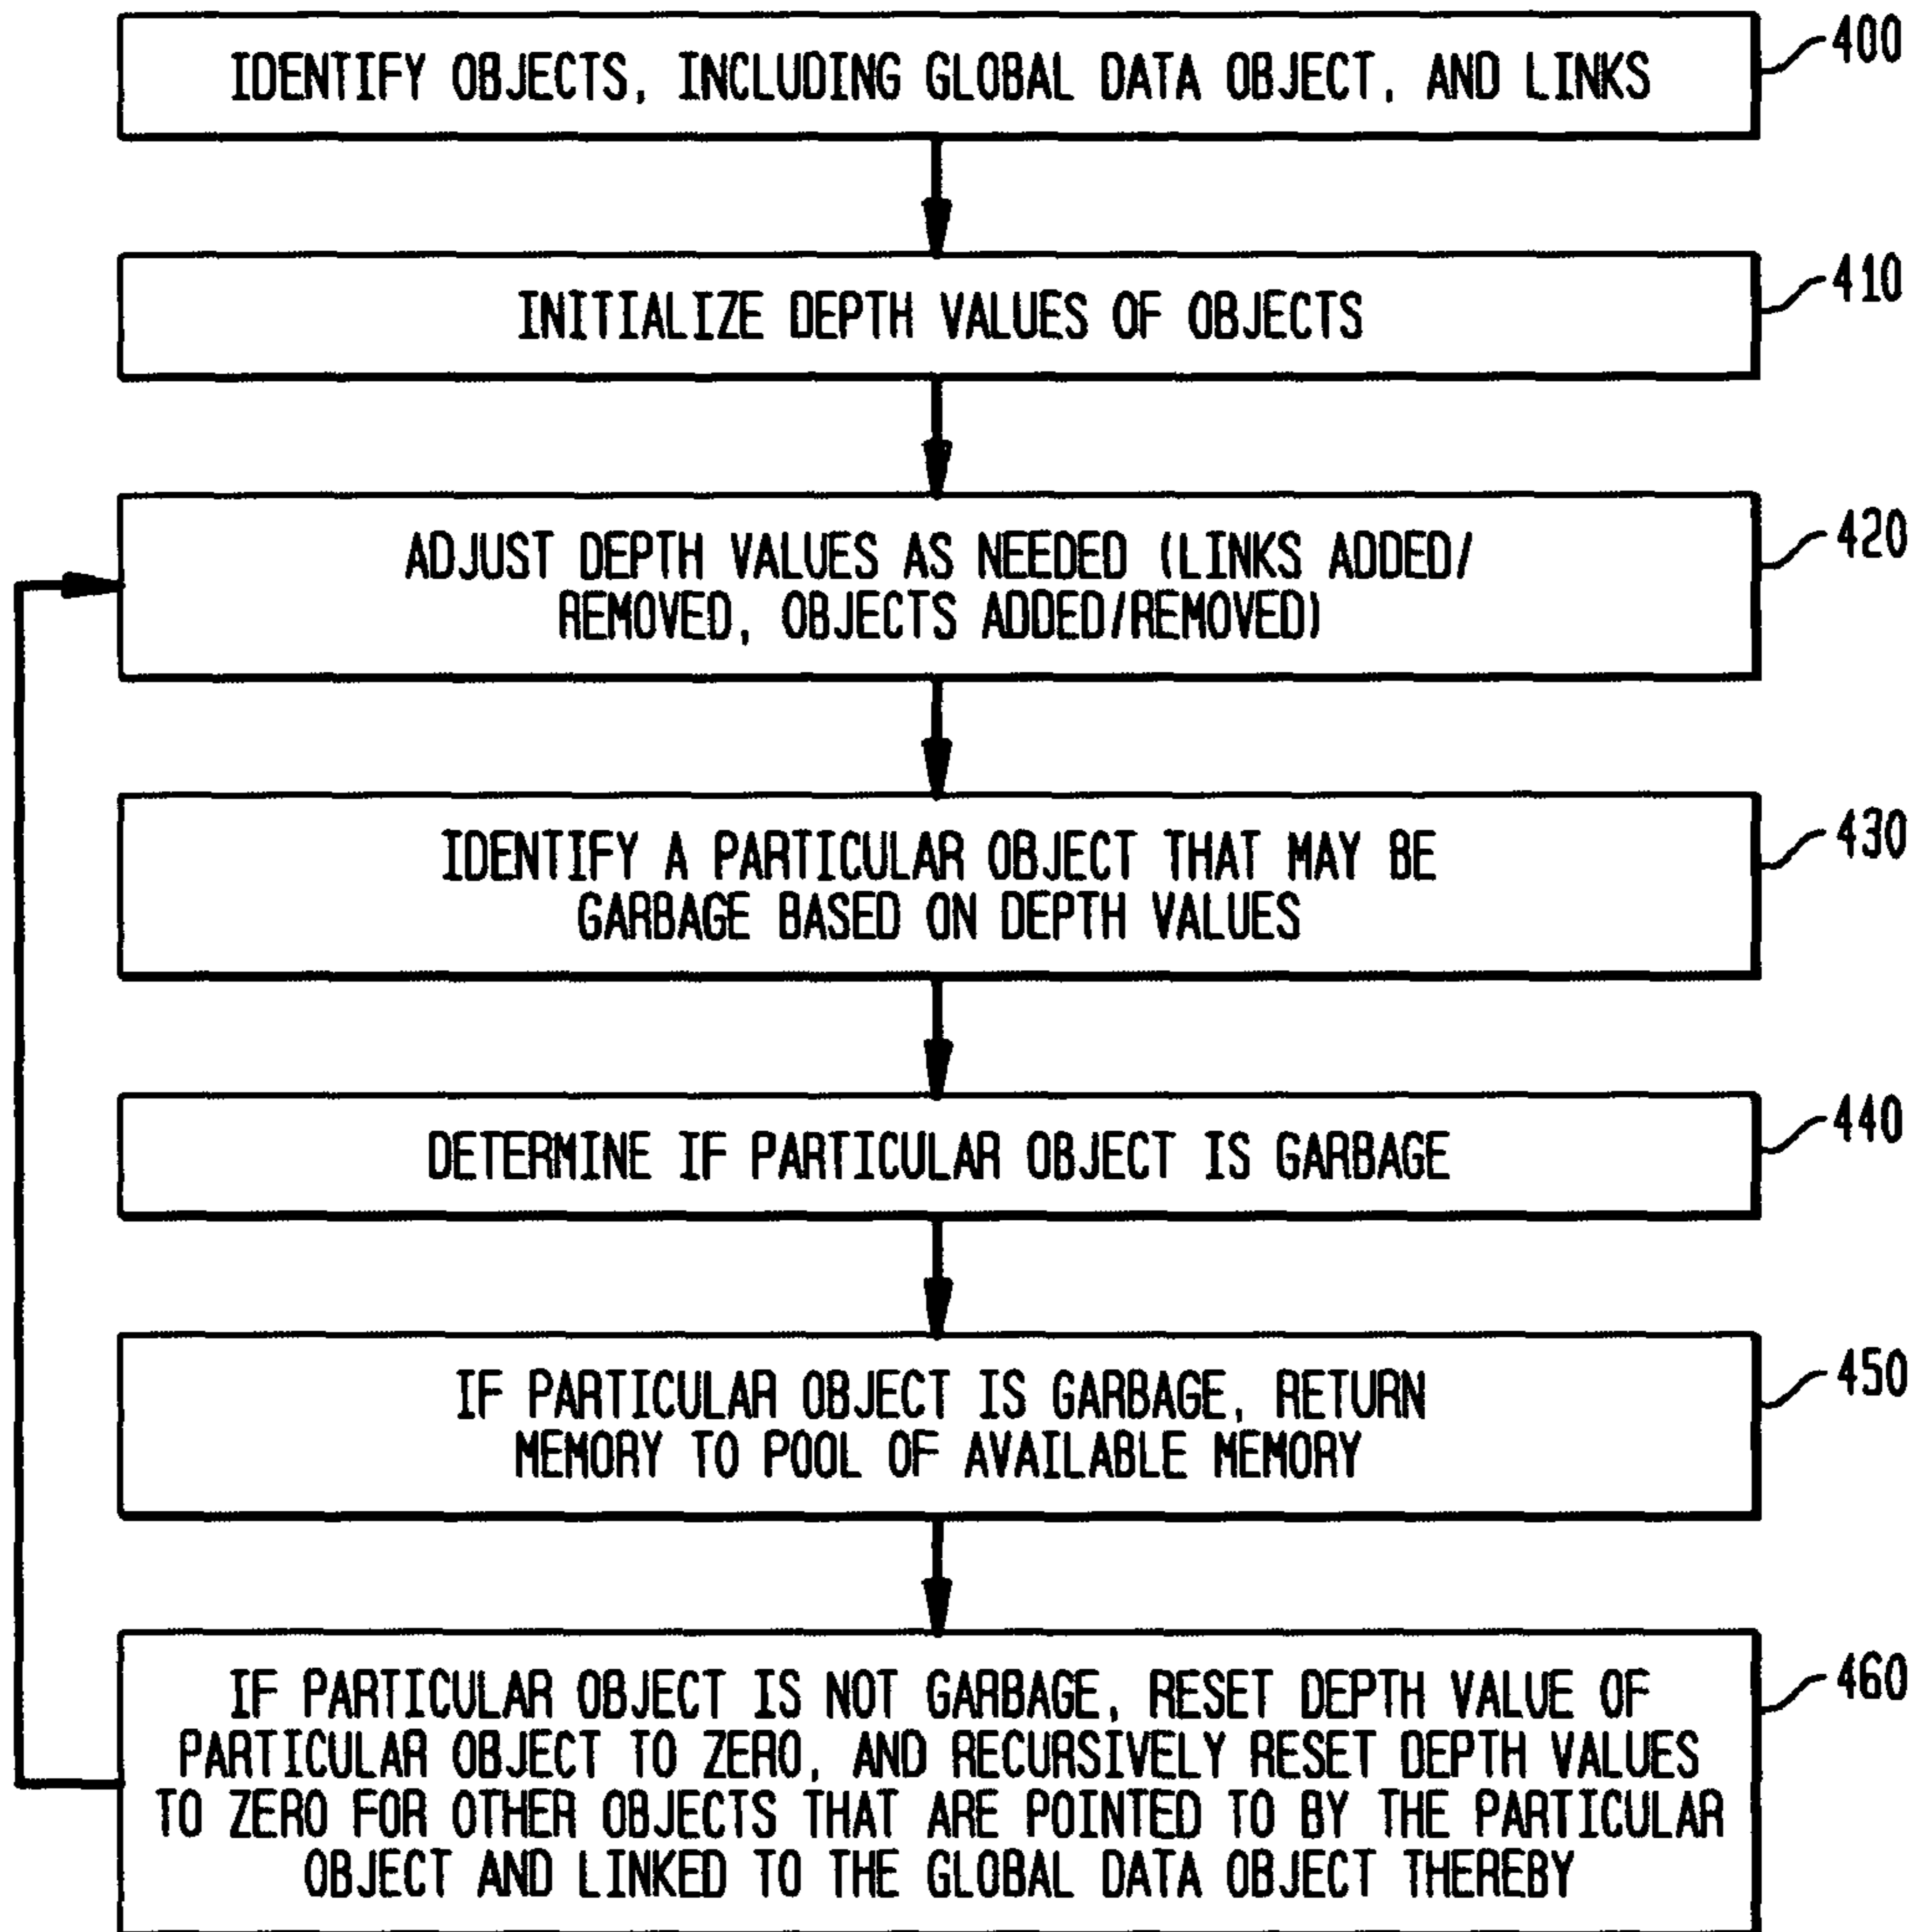 IDENTIFY OBJECTS, INCLUDING GLOBAL DATA OBJECT, AND LINKS
400
INITIALIZE DEPTH VALUES OF OBJECTS
410
ADJUST DEPTH VALUES AS NEEDED (LINKS ADDED/
REMOVED, OBJECTS ADDED/REMOVED)
420
IDENTIFY A PARTICULAR OBJECT THAT MAY BE
GARBAGE BASED ON DEPTH VALUES
430
DETERMINE IF PARTICULAR OBJECT IS GARBAGE
440
IF PARTICULAR OBJECT IS GARBAGE, RETURN
MEMORY TO POOL OF AVAILABLE MEMORY
450
IF PARTICULAR OBJECT IS NOT GARBAGE, RESET DEPTH VALUE OF
PARTICULAR OBJECT TO ZERO, AND RECURSIVELY RESET DEPTH VALUES
TO ZERO FOR OTHER OBJECTS THAT ARE POINTED TO BY THE PARTICULAR
OBJECT AND LINKED TO THE GLOBAL DATA OBJECT THEREBY
460